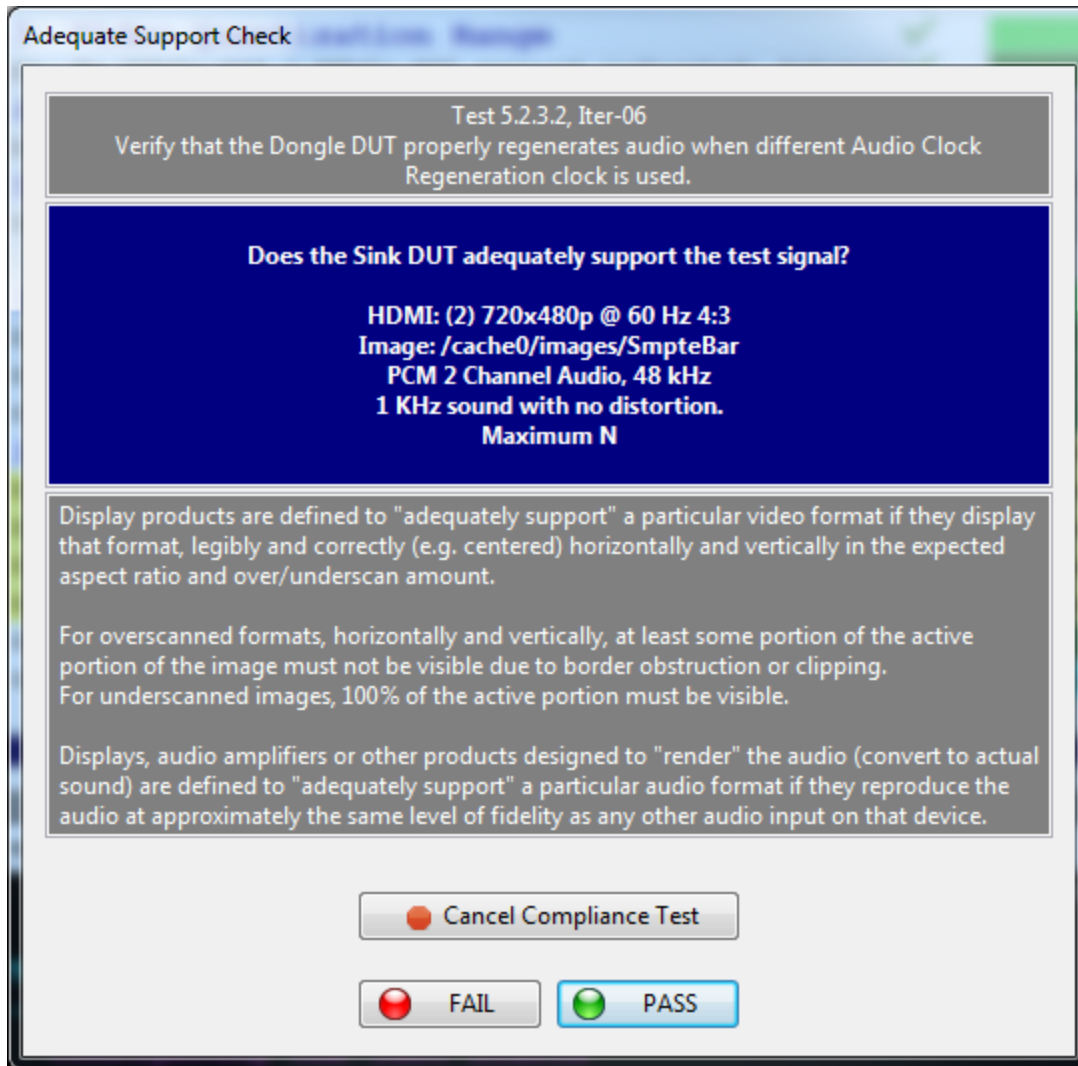 Adequate Support Check
Test 5.2.3.2, Iter-06
Verify that the Dongle DUT properly regenerates audio when different Audio Clock
Regeneration clock is used.
Does the Sink DUT adequately support the test signal?
HDMI: (2) 720x480p @ 60 Hz 4:3
Image: /cache0/images/SmpteBar
PCM 2 Channel Audio, 48 kHz
1 KHz sound with no distortion.
Maximum N
Display products are defined to "adequately support" a particular video format if they display
that format, legibly and correctly (e.g. centered) horizontally and vertically in the expected
aspect ratio and over/underscan amount.
For overscanned formats, horizontally and vertically, at least some portion of the active
portion of the image must not be visible due to border obstruction or clipping.
For underscanned images, 100% of the active portion must be visible.
Displays, audio amplifiers or other products designed to "render" the audio (convert to actual
sound) are defined to "adequately support" a particular audio format if they reproduce the
audio at approximately the same level of fidelity as any other audio input on that device.
Cancel Compliance Test
FAIL
PASS